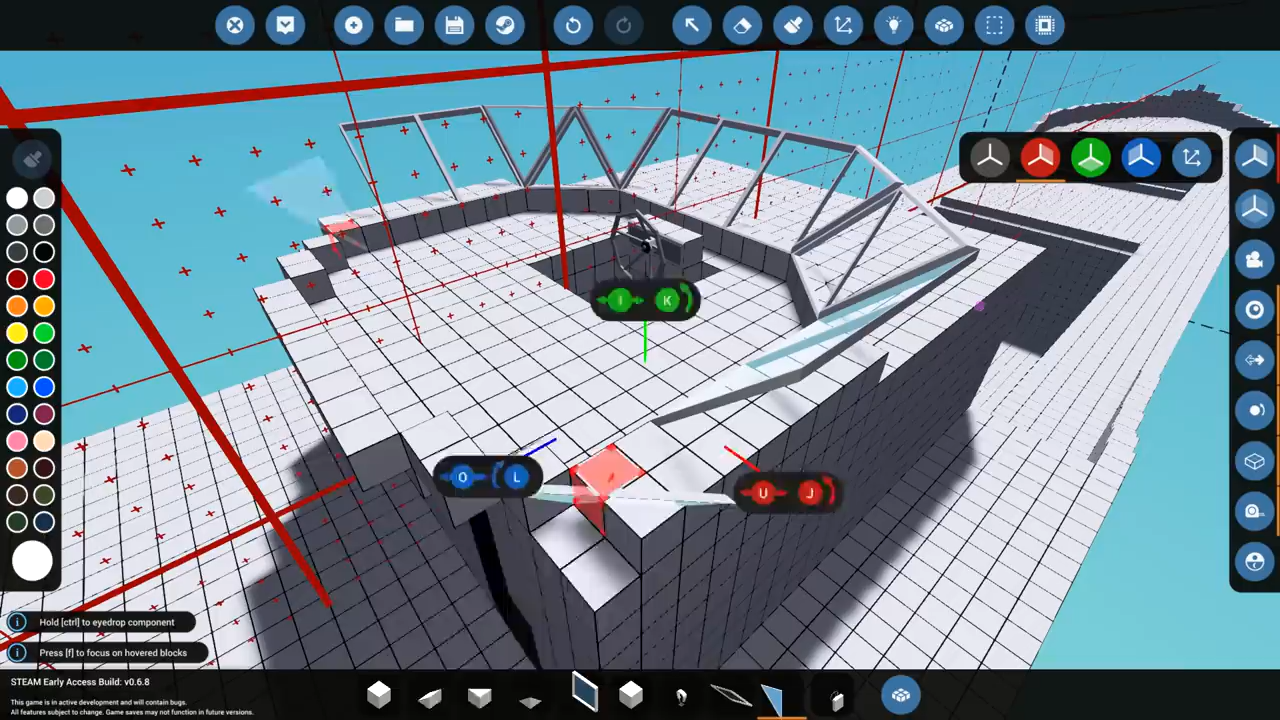 I
K
O
L
U
J
Hold [ctrl] to eyedrop component
Press [f] to focus on hovered blocks
STEAM Early Access Build: v0.6.8
This game is in active development and will contain bugs.
All features subject to change. Game saves may not function in future versions.